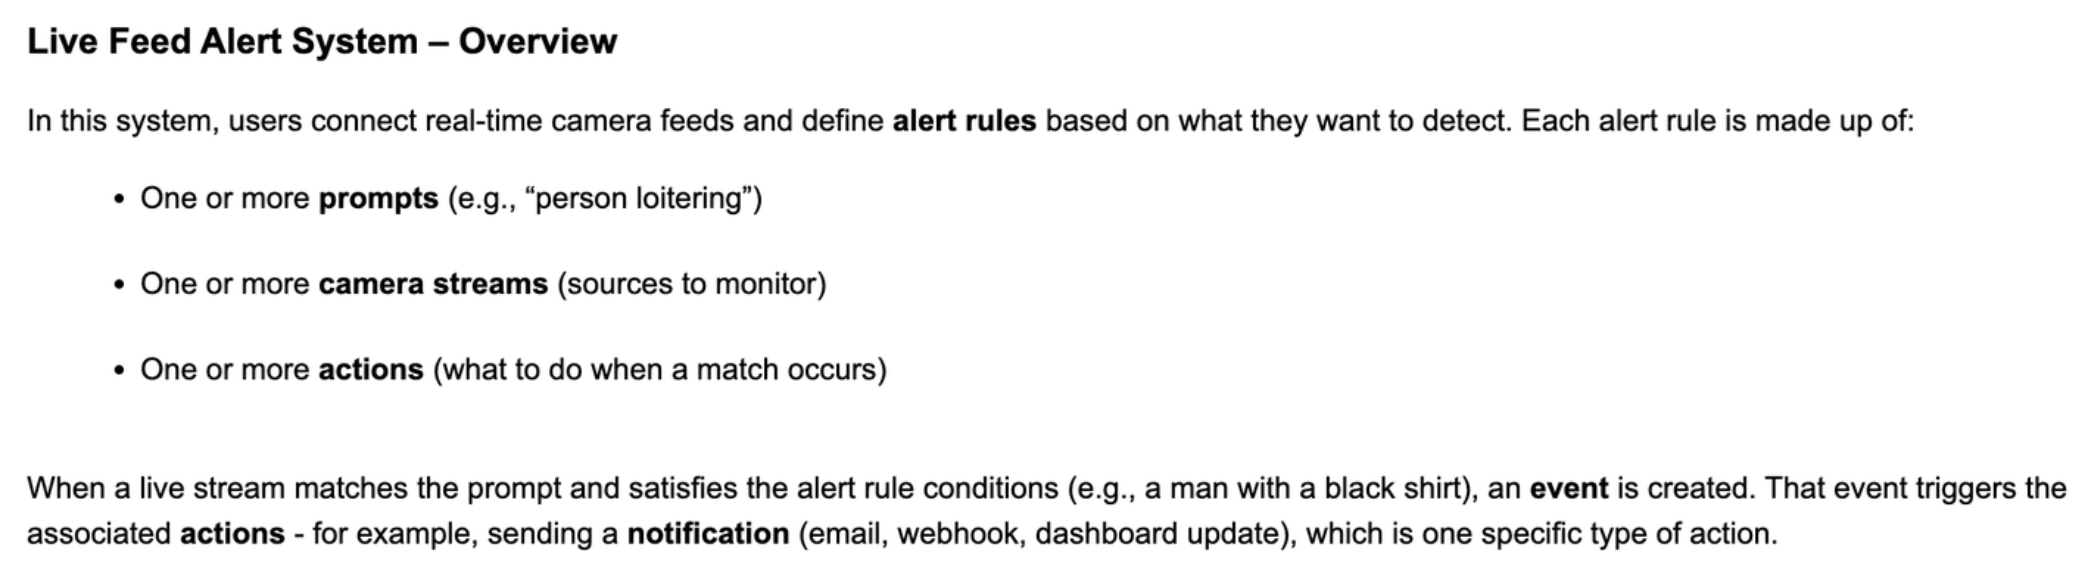 Live Feed Alert System – Overview
In this system, users connect real-time camera feeds and define alert rules based on what they want to detect. Each alert rule is made up of:
• One or more prompts (e.g., “person loitering”)
• One or more camera streams (sources to monitor)
• One or more actions (what to do when a match occurs)
When a live stream matches the prompt and satisfies the alert rule conditions (e.g., a man with a black shirt), an event is created. That event triggers the
associated actions - for example, sending a notification (email, webhook, dashboard update), which is one specific type of action.